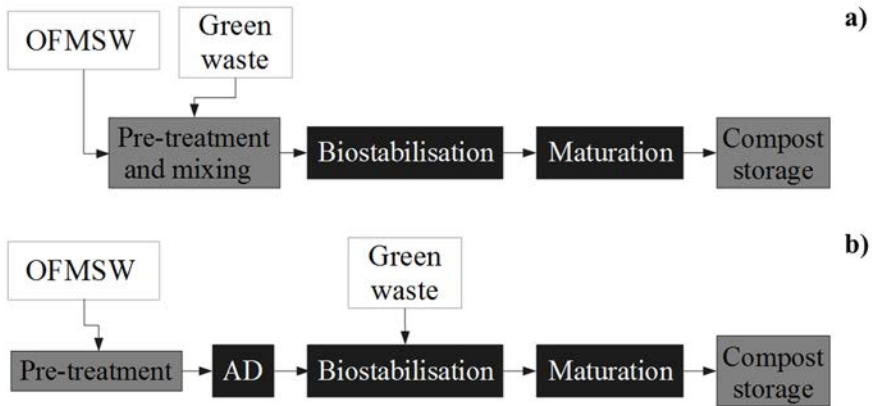 a)
OFMSW
Green
waste
Pre-treatment
and mixing
Biostabilisation
Maturation
Compost
storage
b)
OFMSW
Green
waste
Pre-treatment
AD
Biostabilisation
Maturation
Compost
storage